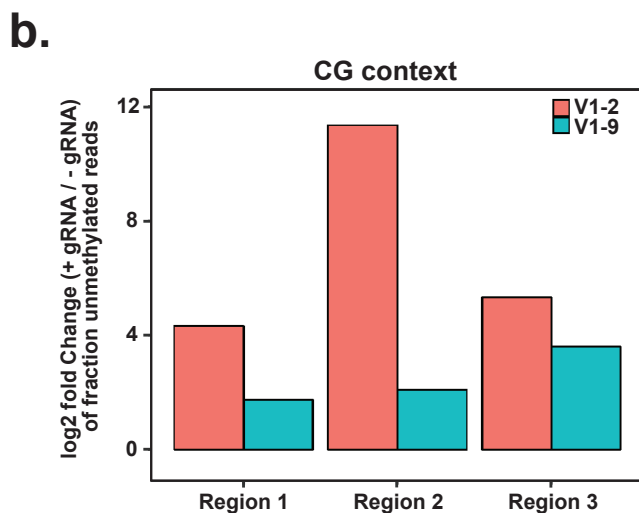 b.
CG context
log2 fold Change (+ gRNA / - gRNA)
of fraction unmethylated reads
12
8
4
0
V1-2
V1-9
Region 1
Region 2
Region 3